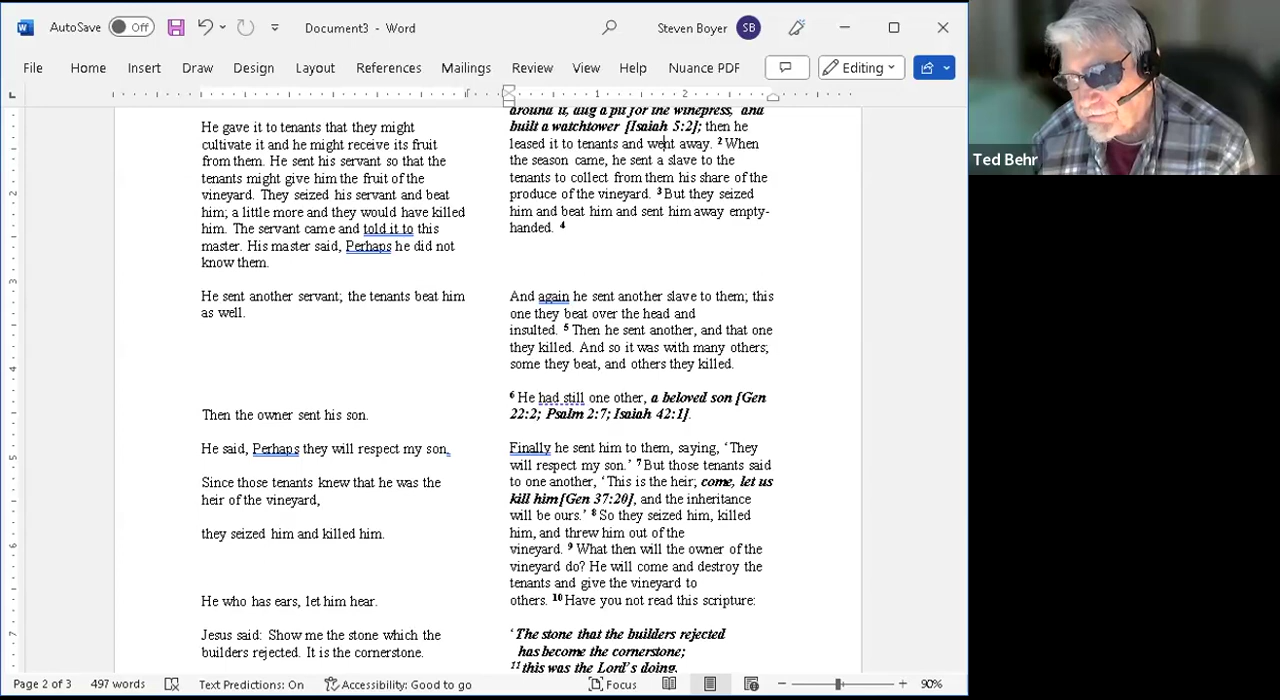 AutoSave Off Document3 - Word Steven Boyer SB
File Home Insert Draw Design Layout References Mailings Review View Help Nuance PDF Editing
1 2
He gave it to tenants that they might
cultivate it and he might receive its fruit
from them. He sent his servant so that the
tenants might give him the fruit of the
vineyard. They seized his servant and beat
him; a little more and they would have killed
him. The servant came and told it to this
master. His master said, Perhaps he did not
know them.
He sent another servant; the tenants beat him
as well.
Then the owner sent his son.
He said, Perhaps they will respect my son.
Since those tenants knew that he was the
heir of the vineyard,
they seized him and killed him.
He who has ears, let him hear.
Jesus said: Show me the stone which the
builders rejected. It is the cornerstone.
around it, dug a pit for the winepress, and
built a watchtower [Isaiah 5:2]; then he
leased it to tenants and went away. 2 When
the season came, he sent a slave to the
tenants to collect from them his share of the
produce of the vineyard. 3 But they seized
him and beat him and sent him away empty-
handed. 4
And again he sent another slave to them; this
one they beat over the head and
insulted. 5 Then he sent another, and that one
they killed. And so it was with many others;
some they beat, and others they killed.
6 He had still one other, a beloved son [Gen
22:2; Psalm 2:7; Isaiah 42:1].
Finally he sent him to them, saying, ‘They
will respect my son.’ 7 But those tenants said
to one another, ‘This is the heir; come, let us
kill him [Gen 37:20], and the inheritance
will be ours.’ 8 So they seized him, killed
him, and threw him out of the
vineyard. 9 What then will the owner of the
vineyard do? He will come and destroy the
tenants and give the vineyard to
others. 10 Have you not read this scripture:
‘The stone that the builders rejected
has become the cornerstone;
11 this was the Lord’s doing,
2
3
4
5
6
7
Page 2 of 3 497 words Text Predictions: On Accessibility: Good to go Focus 90%
Ted Behr